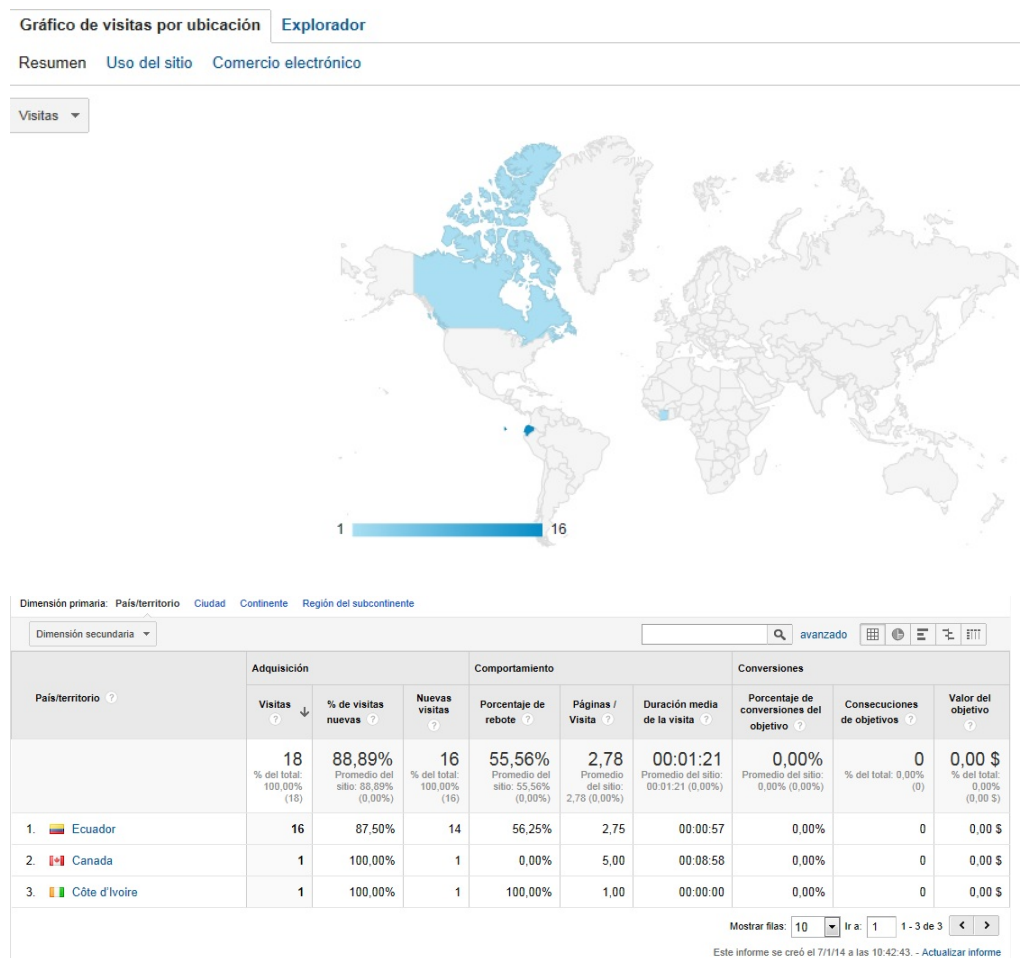 Gráfico de visitas por ubicación Explorador
Resumen Uso del sitio Comercio electrónico
Visitas
1 16
Dimensión primaria: País/territorio Ciudad Continente Región del subcontinente
Dimensión secundaria
avanzado
Adquisición Comportamiento Conversiones
País/territorio ? Visitas ? % de visitas nuevas ? Nuevas visitas ? Porcentaje de rebote ? Páginas / Visita ? Duración media de la visita ? Porcentaje de conversiones del objetivo ? Consecuciones de objetivos ? Valor del objetivo ?
18 88,89% 16 55,56% 2,78 00:01:21 0,00% 0 0,00 $
% del total: 100,00% (18) Promedio del sitio: 88,89% (0,00%) % del total: 100,00% (16) Promedio del sitio: 55,56% (0,00%) Promedio del sitio: 2,78 (0,00%) Promedio del sitio: 00:01:21 (0,00%) Promedio del sitio: 0,00% (0,00%) % del total: 0,00% (0) % del total: 0,00% (0,00 $)
1. Ecuador 16 87,50% 14 56,25% 2,75 00:00:57 0,00% 0 0,00 $
2. Canada 1 100,00% 1 0,00% 5,00 00:08:58 0,00% 0 0,00 $
3. Côte d'Ivoire 1 100,00% 1 100,00% 1,00 00:00:00 0,00% 0 0,00 $
Mostrar filas: 10 Ir a: 1 1 - 3 de 3
Este informe se creó el 7/1/14 a las 10:42:43. - Actualizar informe